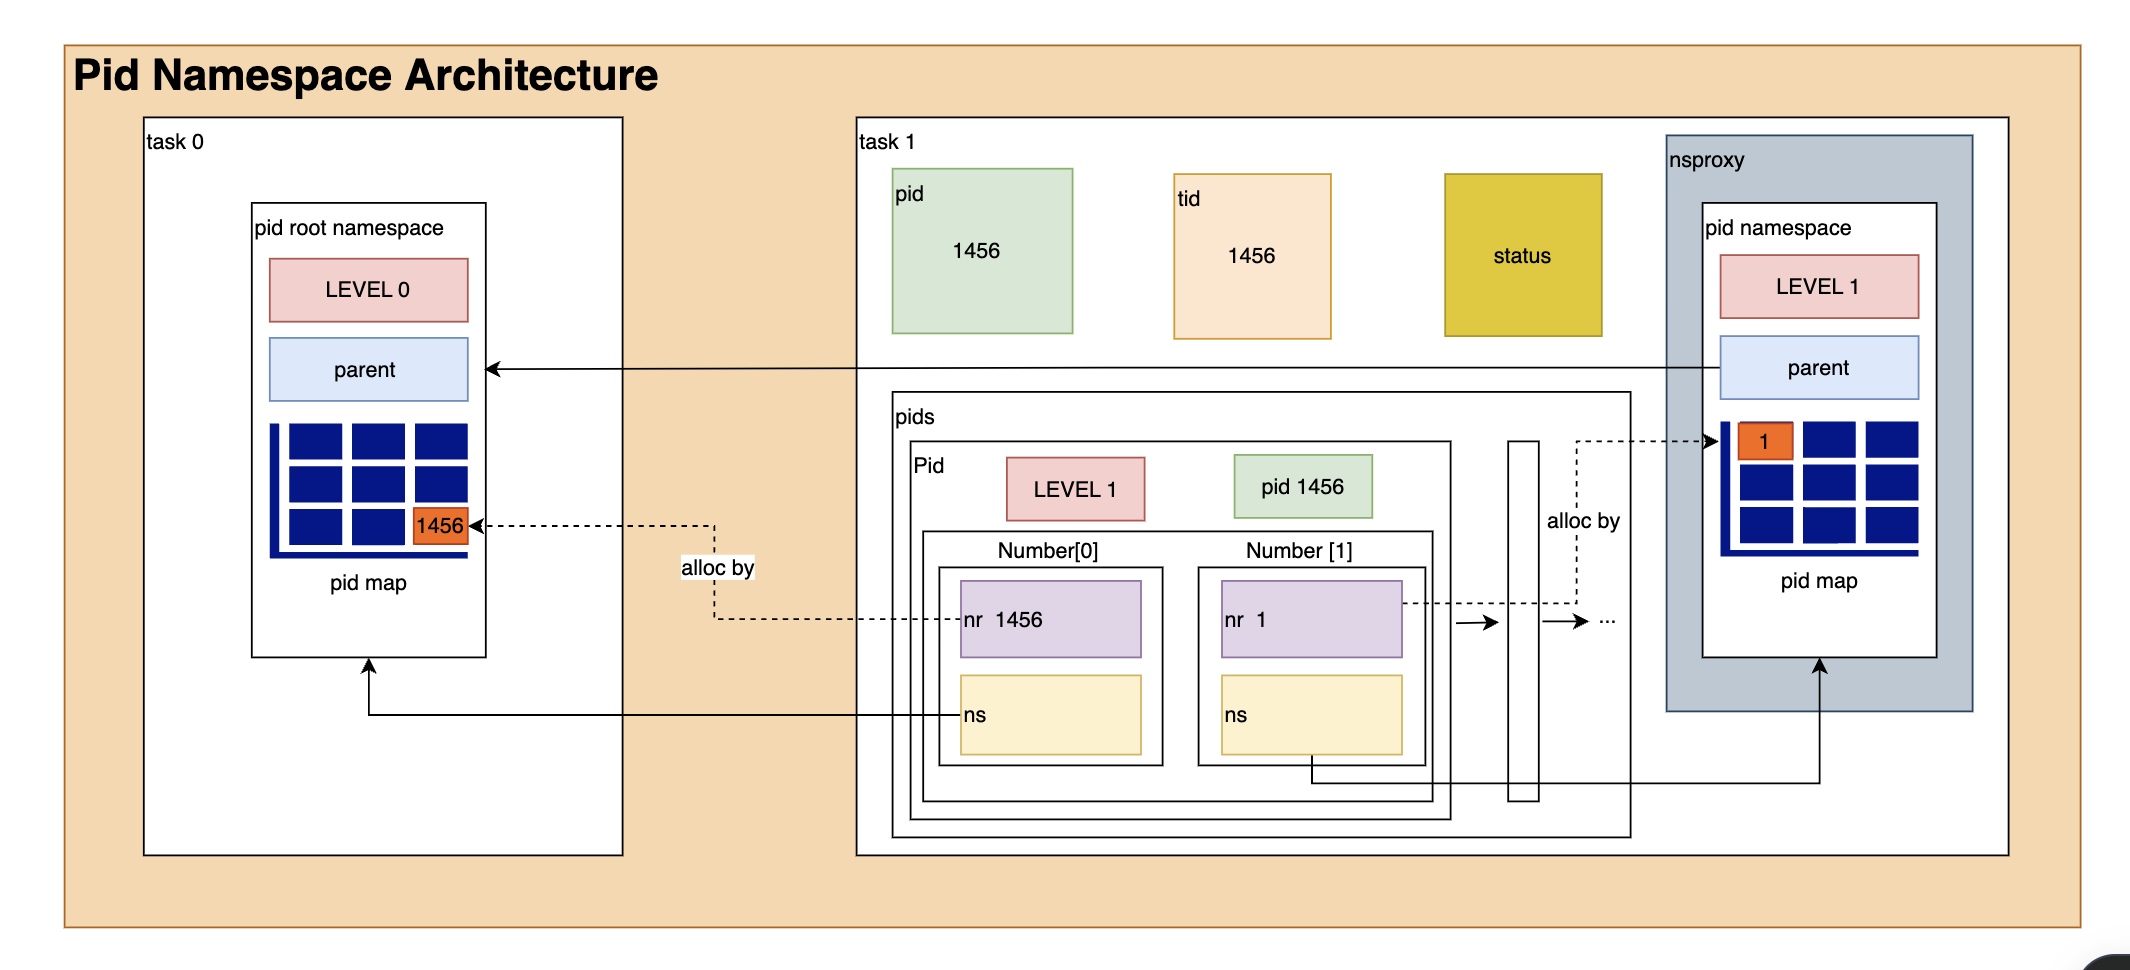 Pid Namespace Architecture
task 0
pid root namespace
LEVEL 0
parent
1456
pid map
alloc by
task 1
pid
1456
tid
1456
status
nsproxy
pid namespace
LEVEL 1
parent
1
pid map
pids
Pid
LEVEL 1
pid 1456
Number[0]
nr 1456
ns
Number [1]
nr 1
ns
alloc by
...